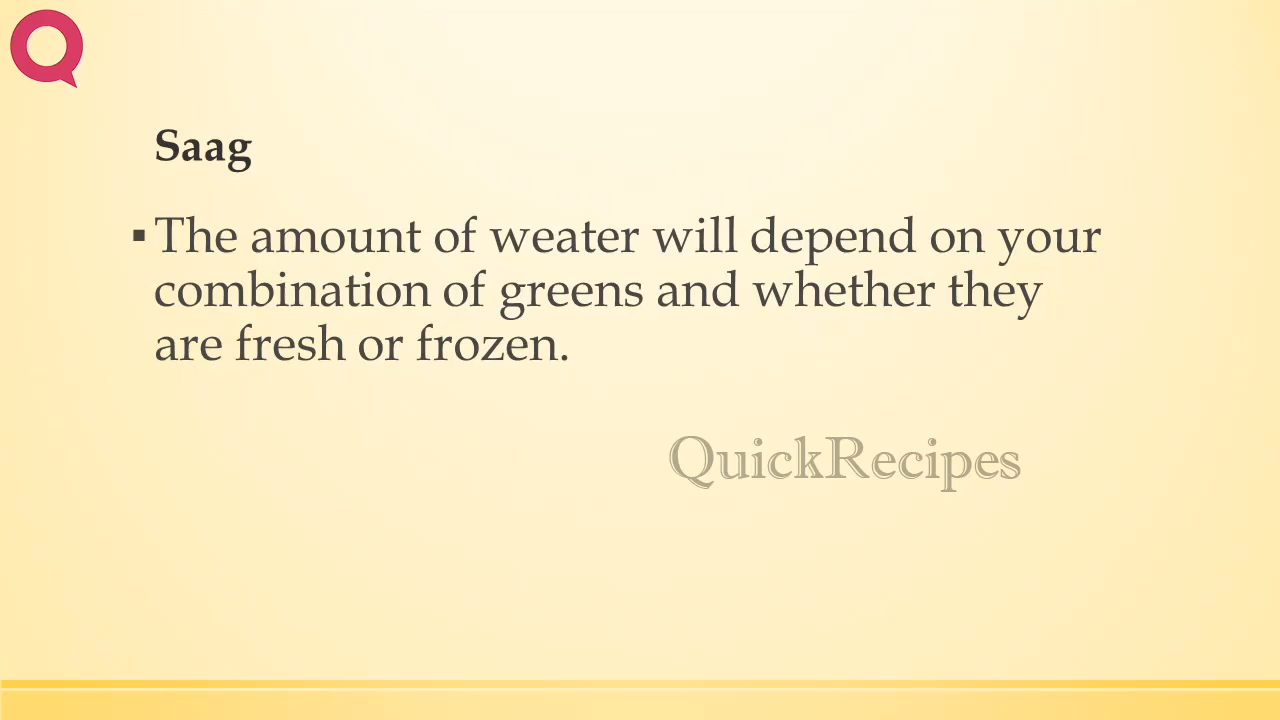 Saag
▪ The amount of weater will depend on your
combination of greens and whether they
are fresh or frozen.
QuickRecipes